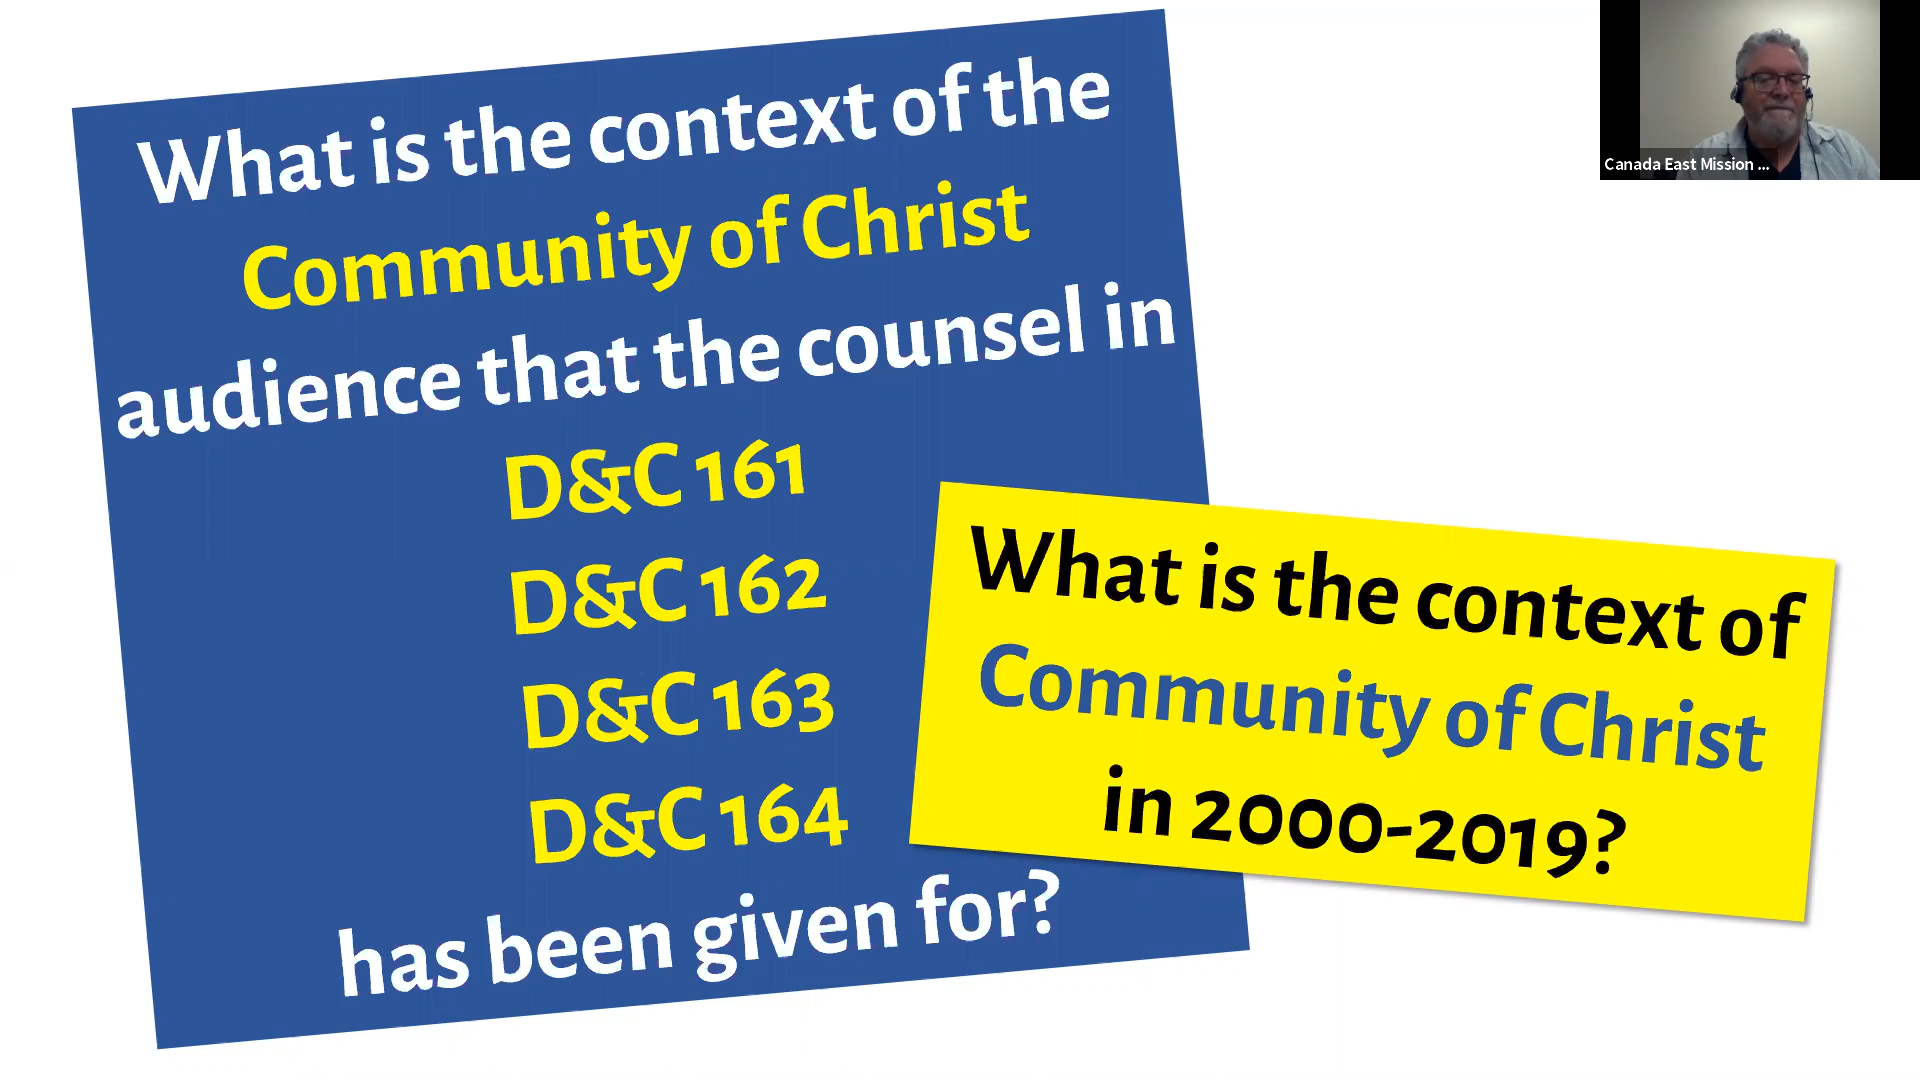 What is the context of the
Community of Christ
audience that the counsel in
D&C 161
D&C 162
D&C 163
D&C 164
has been given for?
What is the context of
Community of Christ
in 2000-2019?
Canada East Mission ...